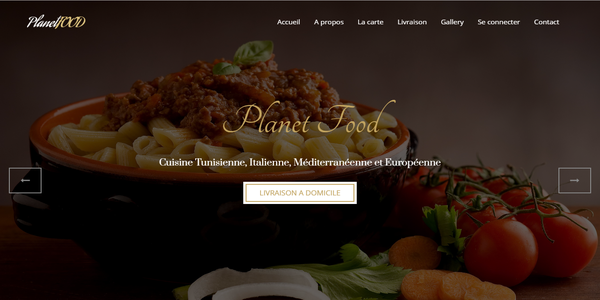 PlanetFOOD
Accueil A propos La carte Livraison Gallery Se connecter Contact
Planet Food
Cuisine Tunisienne, Italienne, Méditerranéenne et Européenne
LIVRAISON A DOMICILE